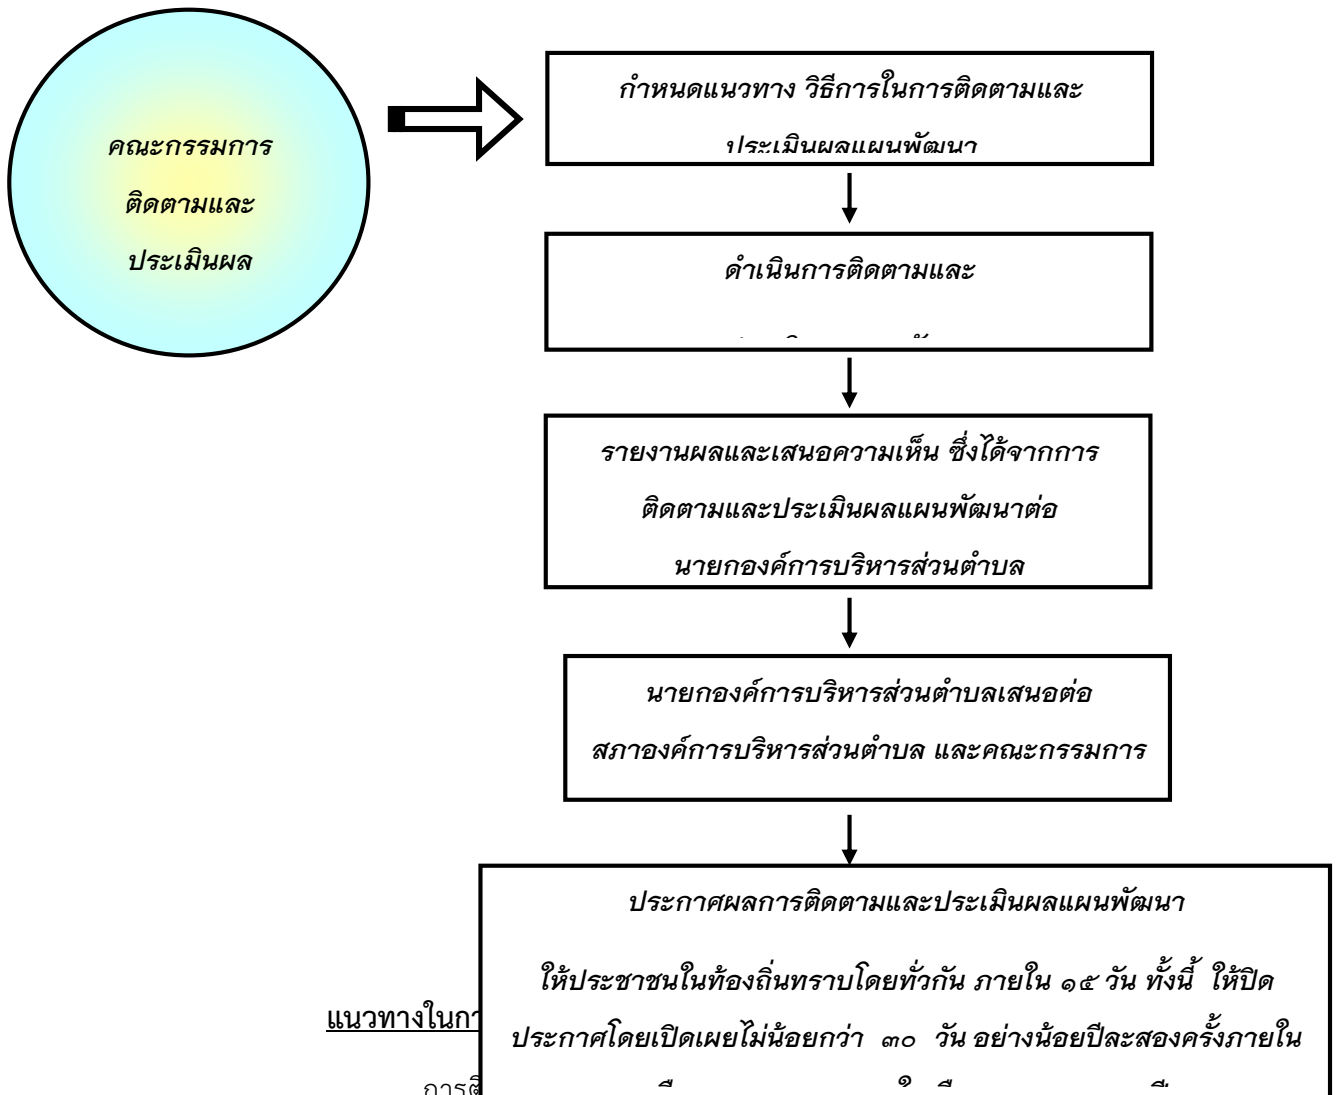 คณะกรรมการ
ติดตามและ
ประเมินผล
กำหนดแนวทาง วิธีการในการติดตามและ
ประเมินผลแผนพัฒนา
ดำเนินการติดตามและ
รายงานผลและเสนอความเห็น ซึ่งได้จากการ
ติดตามและประเมินผลแผนพัฒนาต่อ
นายกองค์การบริหารส่วนตำบล
นายกองค์การบริหารส่วนตำบลเสนอต่อ
สภาองค์การบริหารส่วนตำบล และคณะกรรมการ
ประกาศผลการติดตามและประเมินผลแผนพัฒนา
ให้ประชาชนในท้องถิ่นทราบโดยทั่วกัน ภายใน ๑๕ วัน ทั้งนี้ ให้ปิด
ประกาศโดยเปิดเผยไม่น้อยกว่า ๓๐ วัน อย่างน้อยปีละสองครั้งภายใน
แนวทางในกา
การติ